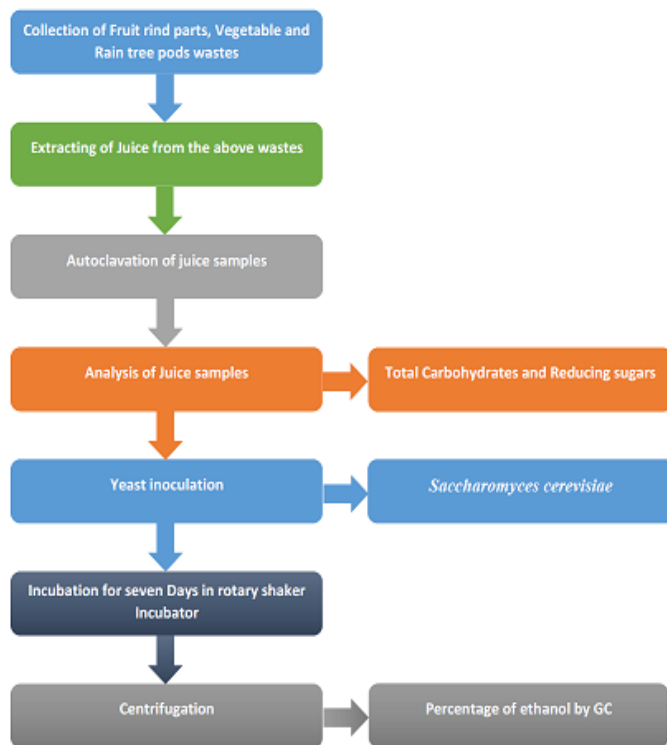 Collection of Fruit rind parts, Vegetable and
Rain tree pods wastes
Extracting of Juice from the above wastes
Autoclavation of juice samples
Analysis of Juice samples
Total Carbohydrates and Reducing sugars
Yeast inoculation
Saccharomyces cerevisiae
Incubation for seven Days in rotary shaker
Incubator
Centrifugation
Percentage of ethanol by GC